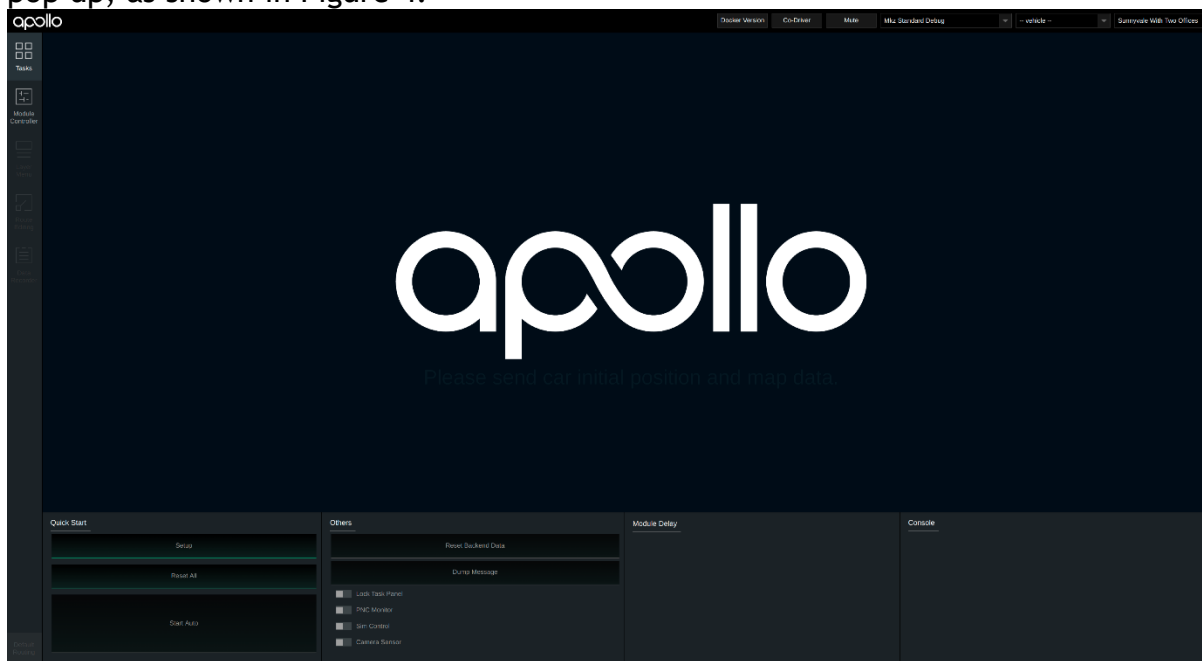 pop up, as shown in Figure 4.
apollo
Docker Version
Co-Driver
Mute
Mkz Standard Debug
-- vehicle --
Sunnyvale With Two Offices
Tasks
Module
Controller
apollo
Please send car initial position and map data.
Quick Start
Setup
Reset All
Start Auto
Others
Reset Backend Data
Dump Message
Lock Task Panel
PNC Monitor
Sim Control
Camera Sensor
Module Delay
Console